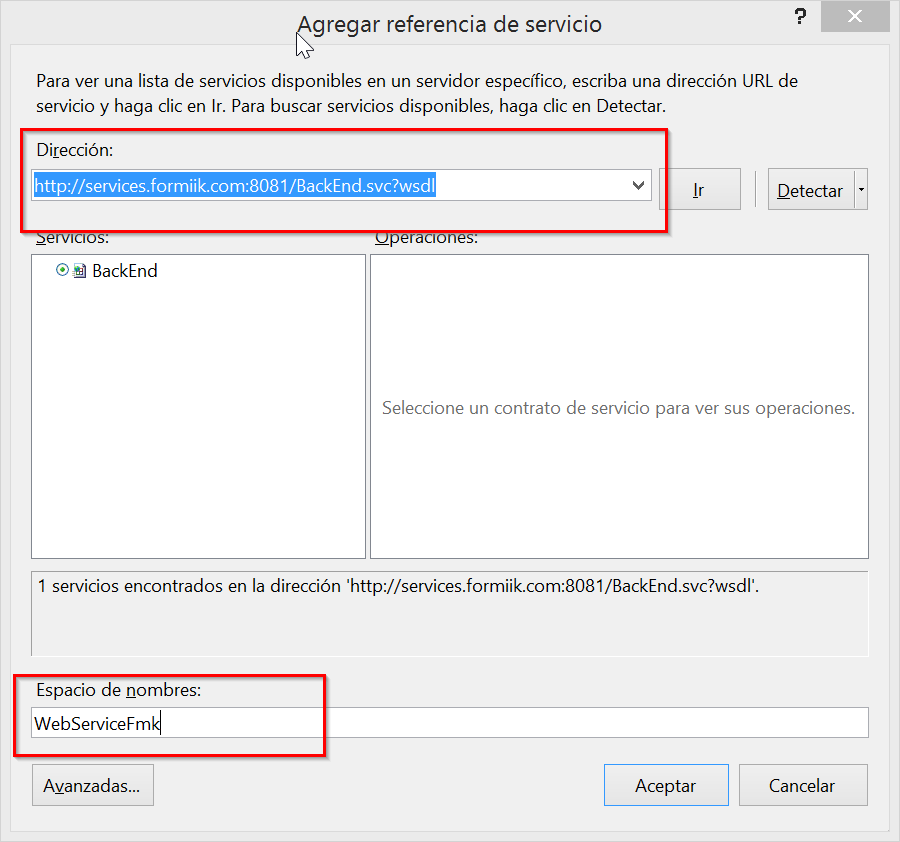 Agregar referencia de servicio
?
Para ver una lista de servicios disponibles en un servidor específico, escriba una dirección URL de
servicio y haga clic en Ir. Para buscar servicios disponibles, haga clic en Detectar.
Dirección:
http://services.formiik.com:8081/BackEnd.svc?wsdl
Ir
Detectar
Servicios:
Operaciones:
BackEnd
Seleccione un contrato de servicio para ver sus operaciones.
1 servicios encontrados en la dirección 'http://services.formiik.com:8081/BackEnd.svc?wsdl'.
Espacio de nombres:
WebServiceFmk
Avanzadas...
Aceptar
Cancelar